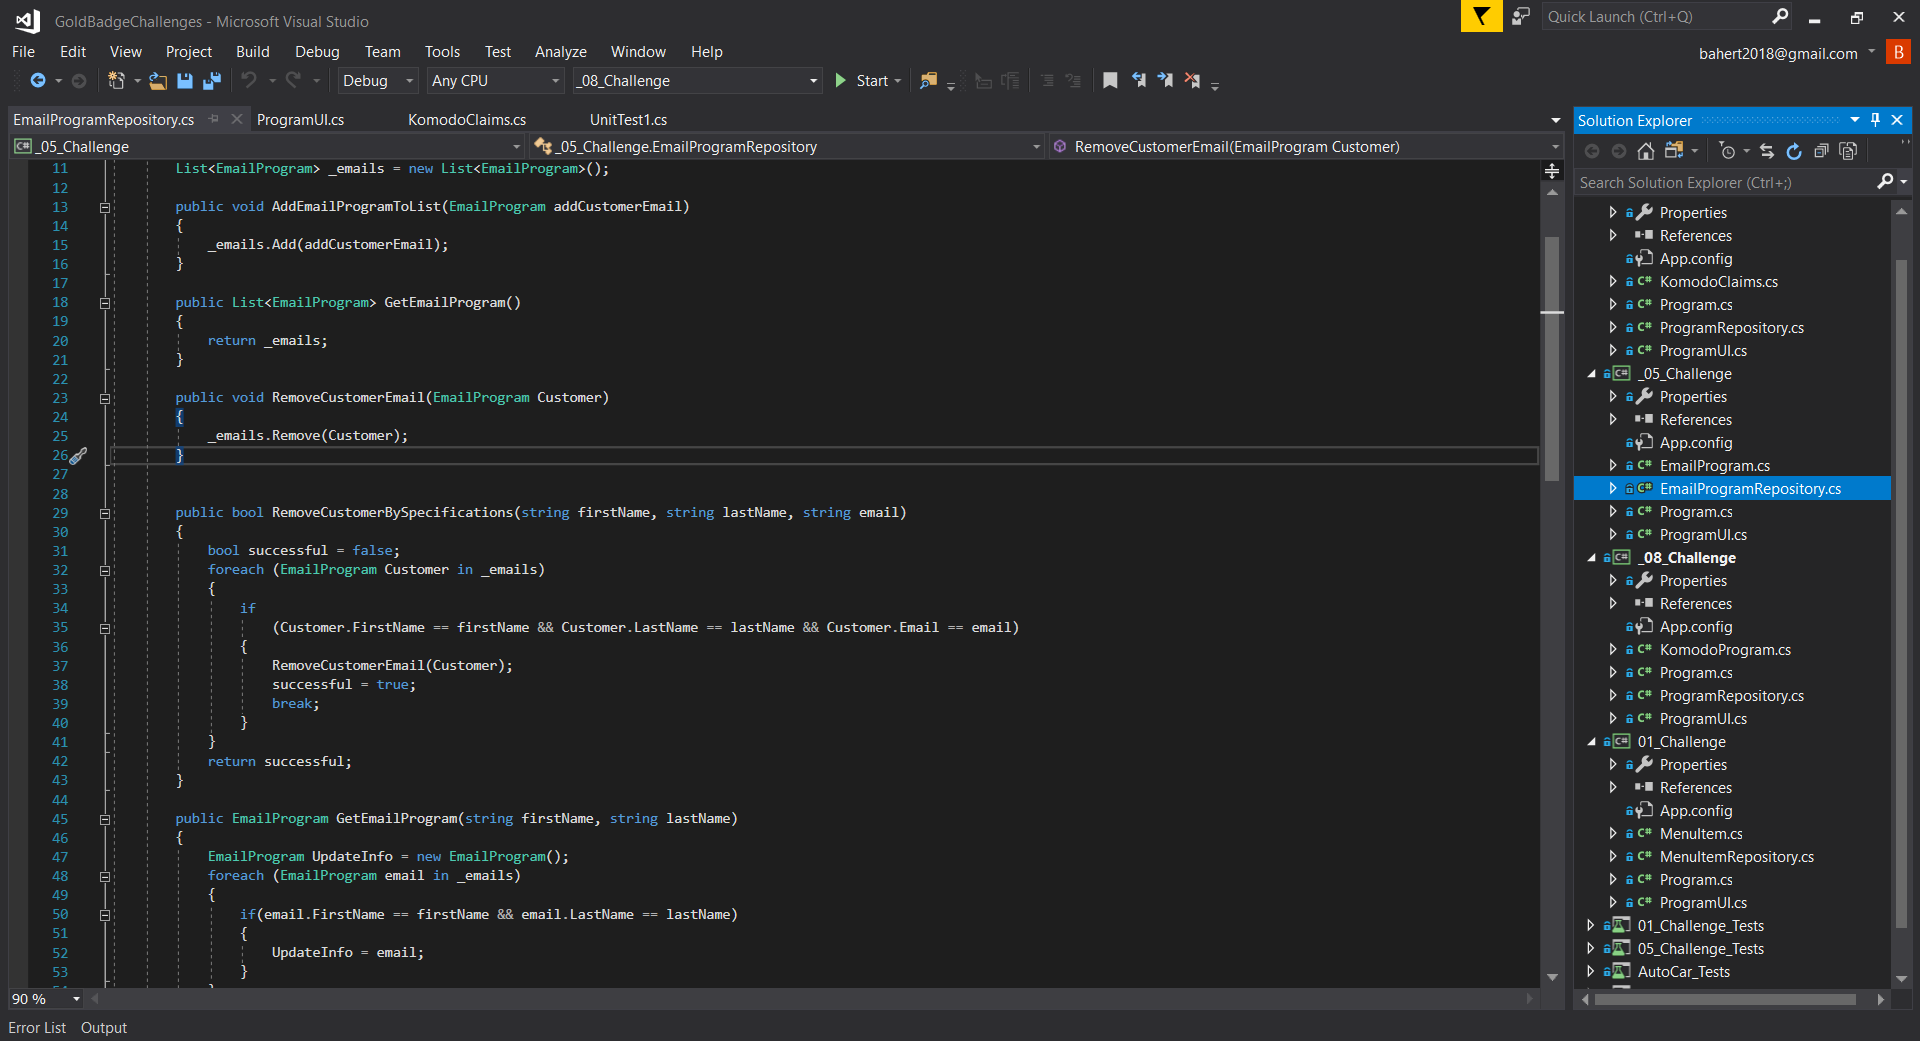 GoldBadgeChallenges - Microsoft Visual Studio
Quick Launch (Ctrl+Q)
File Edit View Project Build Debug Team Tools Test Analyze Window Help
bahert2018@gmail.com B
Debug Any CPU _08_Challenge Start
EmailProgramRepository.cs ProgramUI.cs KomodoClaims.cs UnitTest1.cs
C# _05_Challenge _05_Challenge.EmailProgramRepository RemoveCustomerEmail(EmailProgram Customer)
11 List<EmailProgram> _emails = new List<EmailProgram>();
12
13 public void AddEmailProgramToList(EmailProgram addCustomerEmail)
14 {
15 _emails.Add(addCustomerEmail);
16 }
17
18 public List<EmailProgram> GetEmailProgram()
19 {
20 return _emails;
21 }
22
23 public void RemoveCustomerEmail(EmailProgram Customer)
24 {
25 _emails.Remove(Customer);
26 }
27
28
29 public bool RemoveCustomerBySpecifications(string firstName, string lastName, string email)
30 {
31 bool successful = false;
32 foreach (EmailProgram Customer in _emails)
33 {
34 if
35 (Customer.FirstName == firstName && Customer.LastName == lastName && Customer.Email == email)
36 {
37 RemoveCustomerEmail(Customer);
38 successful = true;
39 break;
40 }
41 }
42 return successful;
43 }
44
45 public EmailProgram GetEmailProgram(string firstName, string lastName)
46 {
47 EmailProgram UpdateInfo = new EmailProgram();
48 foreach (EmailProgram email in _emails)
49 {
50 if(email.FirstName == firstName && email.LastName == lastName)
51 {
52 UpdateInfo = email;
53 }
90 %
Error List Output
Solution Explorer
Search Solution Explorer (Ctrl+;)
Properties
References
App.config
C# KomodoClaims.cs
C# Program.cs
C# ProgramRepository.cs
C# ProgramUI.cs
C# _05_Challenge
Properties
References
App.config
C# EmailProgram.cs
C# EmailProgramRepository.cs
C# Program.cs
C# ProgramUI.cs
C# _08_Challenge
Properties
References
App.config
C# KomodoProgram.cs
C# Program.cs
C# ProgramRepository.cs
C# ProgramUI.cs
C# 01_Challenge
Properties
References
App.config
C# MenuItem.cs
C# MenuItemRepository.cs
C# Program.cs
C# ProgramUI.cs
01_Challenge_Tests
05_Challenge_Tests
AutoCar_Tests